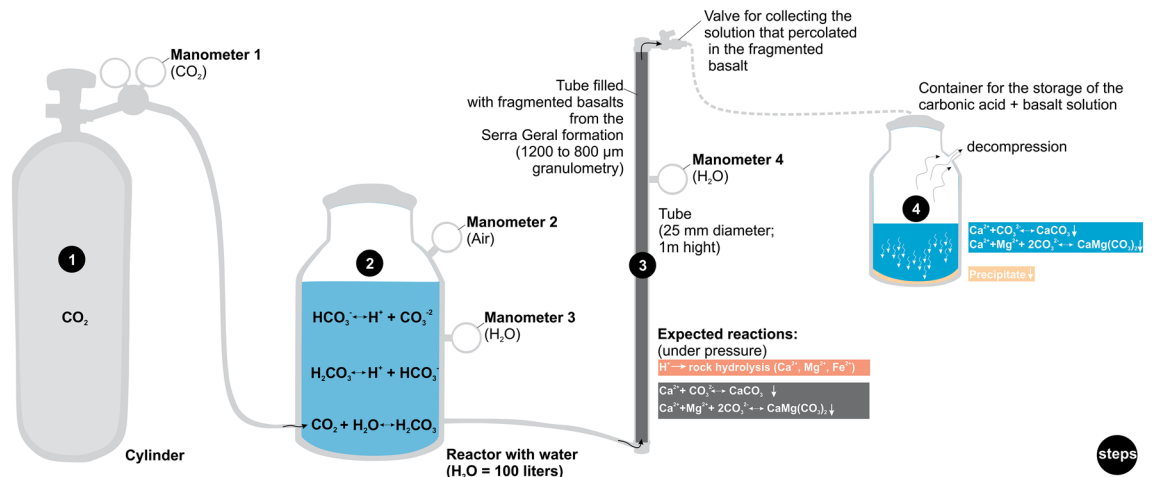 Manometer 1
(CO₂)
1
CO₂
Cylinder
Manometer 2
(Air)
2
Manometer 3
(H₂O)
HCO₃⁻↔H⁺ + CO₃⁻²
H₂CO₃↔H⁺ + HCO₃⁻
CO₂ + H₂O↔H₂CO₃
Reactor with water
(H₂O = 100 liters)
Tube filled
with fragmented basalts
from the
Serra Geral formation
(1200 to 800 µm
granulometry)
Valve for collecting the
solution that percolated
in the fragmented
basalt
Manometer 4
(H₂O)
Tube
(25 mm diameter;
1m hight)
3
Expected reactions:
(under pressure)
H⁺→rock hydrolysis (Ca²⁺, Mg²⁺, Fe²⁺)
Ca²⁺+ CO₃²⁻↔ CaCO₃ ↓
Ca²⁺+Mg²⁺+ 2CO₃²⁻↔ CaMg(CO₃)₂↓
Container for the storage of the
carbonic acid + basalt solution
decompression
4
Ca²⁺+CO₃²⁻↔ CaCO₃↓
Ca²⁺+Mg²⁺+ 2CO₃²⁻↔ CaMg(CO₃)₂↓
Precipitate↓
steps